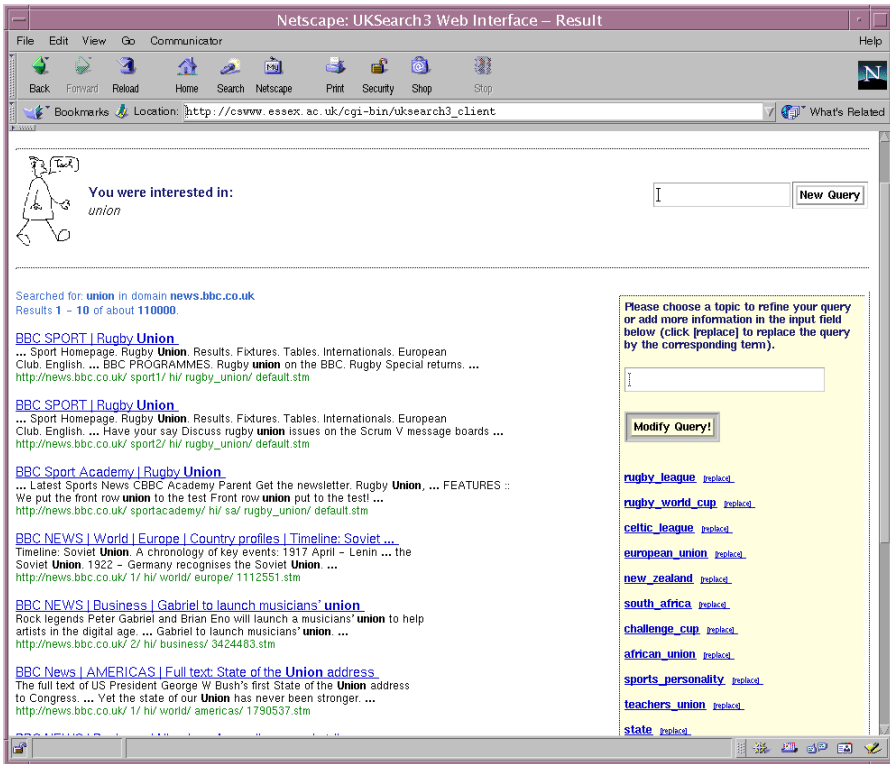 Netscape: UKSearch3 Web Interface – Result
File Edit View Go Communicator Help
Back Forward Reload Home Search Netscape Print Security Shop Stop
N
Bookmarks Location: http://cswww.essex.ac.uk/cgi-bin/uksearch3_client What's Related
You were interested in:
union
New Query
Searched for: union in domain news.bbc.co.uk
Results 1 – 10 of about 110000.
BBC SPORT | Rugby Union
... Sport Homepage. Rugby Union. Results. Fixtures. Tables. Internationals. European
Club. English. ... BBC PROGRAMMES. Rugby union on the BBC. Rugby Special returns. ...
http://news.bbc.co.uk/ sport1/ hi/ rugby_union/ default.stm
BBC SPORT | Rugby Union
... Sport Homepage. Rugby Union. Results. Fixtures. Tables. Internationals. European
Club. English. ... Have your say Discuss rugby union issues on the Scrum V message boards ...
http://news.bbc.co.uk/ sport2/ hi/ rugby_union/ default.stm
BBC Sport Academy | Rugby Union
... Latest Sports News CBBC Academy Parent Get the newsletter. Rugby Union, ... FEATURES ::
We put the front row union to the test Front row union put to the test! ...
http://news.bbc.co.uk/ sportacademy/ hi/ sa/ rugby_union/ default.stm
BBC NEWS | World | Europe | Country profiles | Timeline: Soviet ...
Timeline: Soviet Union. A chronology of key events: 1917 April – Lenin ... the
Soviet Union. 1922 – Germany recognises the Soviet Union. ...
http://news.bbc.co.uk/ 1/ hi/ world/ europe/ 1112551.stm
BBC NEWS | Business | Gabriel to launch musicians' union
Rock legends Peter Gabriel and Brian Eno will launch a musicians' union to help
artists in the digital age. ... Gabriel to launch musicians' union. ...
http://news.bbc.co.uk/ 2/ hi/ business/ 3424483.stm
BBC News | AMERICAS | Full text: State of the Union address
The full text of US President George W Bush's first State of the Union address
to Congress. ... Yet the state of our Union has never been stronger. ...
http://news.bbc.co.uk/ 1/ hi/ world/ americas/ 1790537.stm
Please choose a topic to refine your query
or add more information in the input field
below (click [replace] to replace the query
by the corresponding term).
Modify Query!
rugby_league [replace]
rugby_world_cup [replace]
celtic_league [replace]
european_union [replace]
new_zealand [replace]
south_africa [replace]
challenge_cup [replace]
african_union [replace]
sports_personality [replace]
teachers_union [replace]
state [replace]